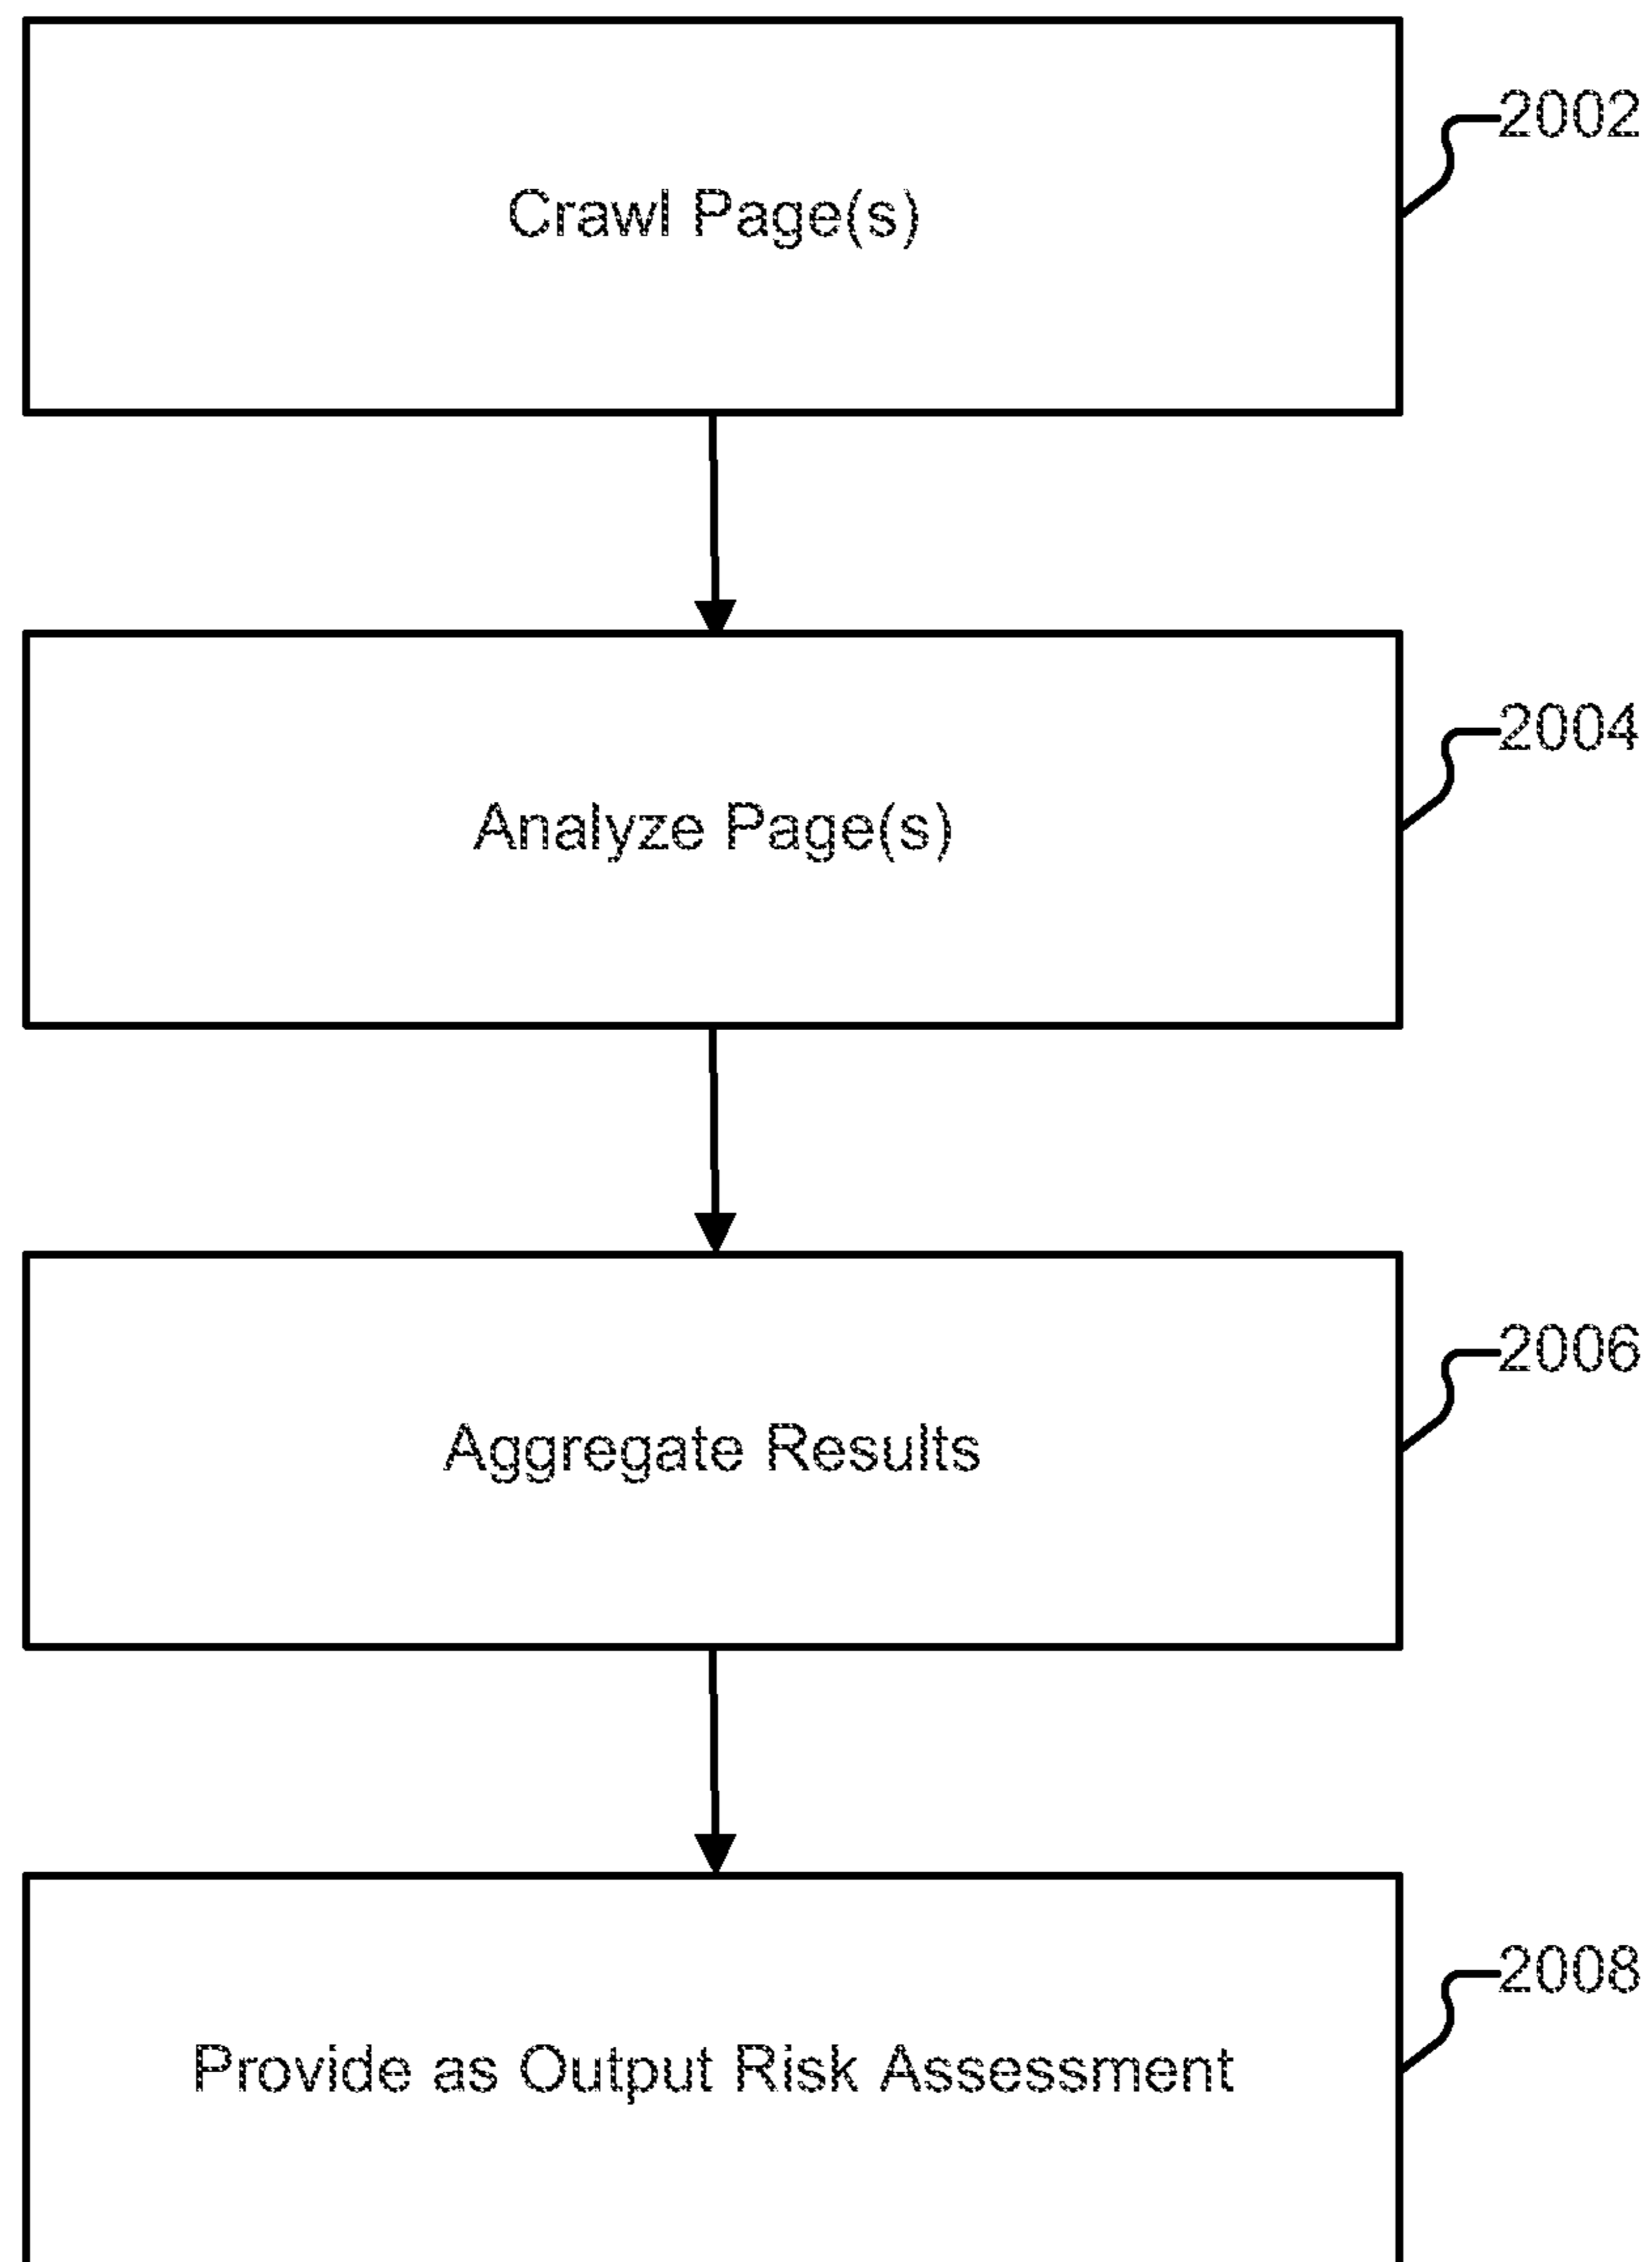 2002
Crawl Page(s)
2004
Analyze Page(s)
2006
Aggregate Results
2008
Provide as Output Risk Assessment